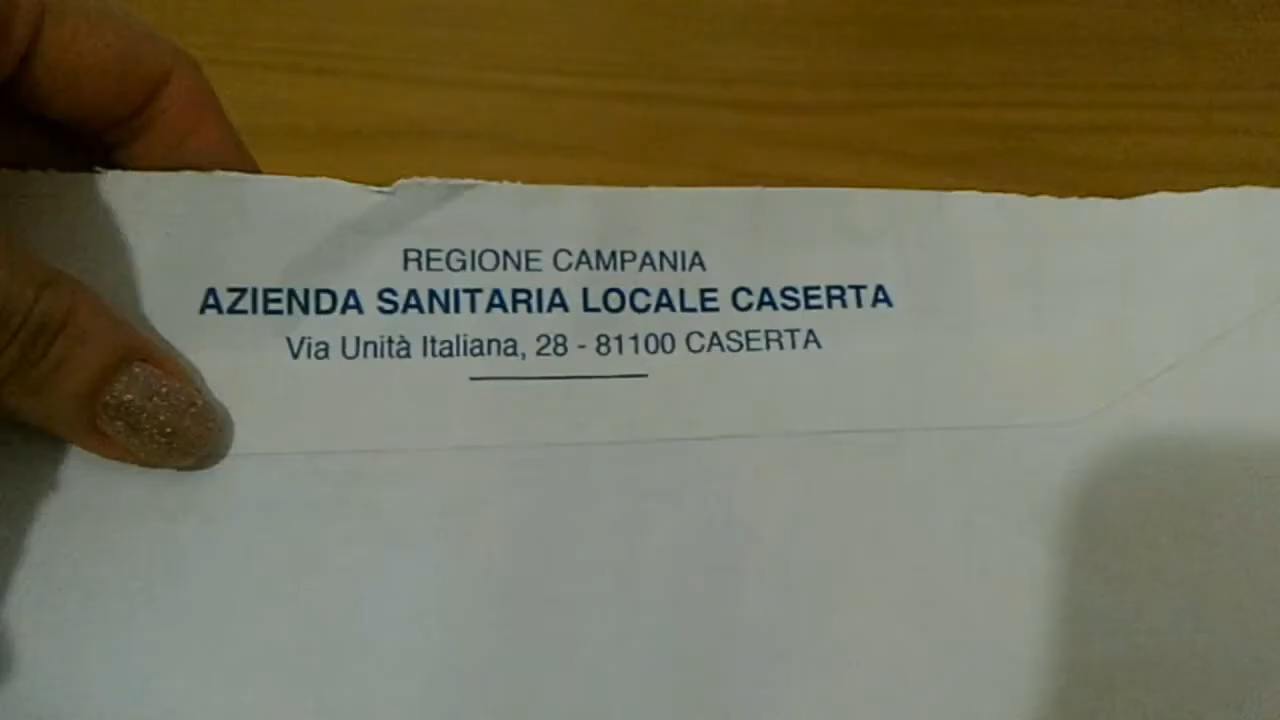 REGIONE CAMPANIA
AZIENDA SANITARIA LOCALE CASERTA
Via Unità Italiana, 28 - 81100 CASERTA